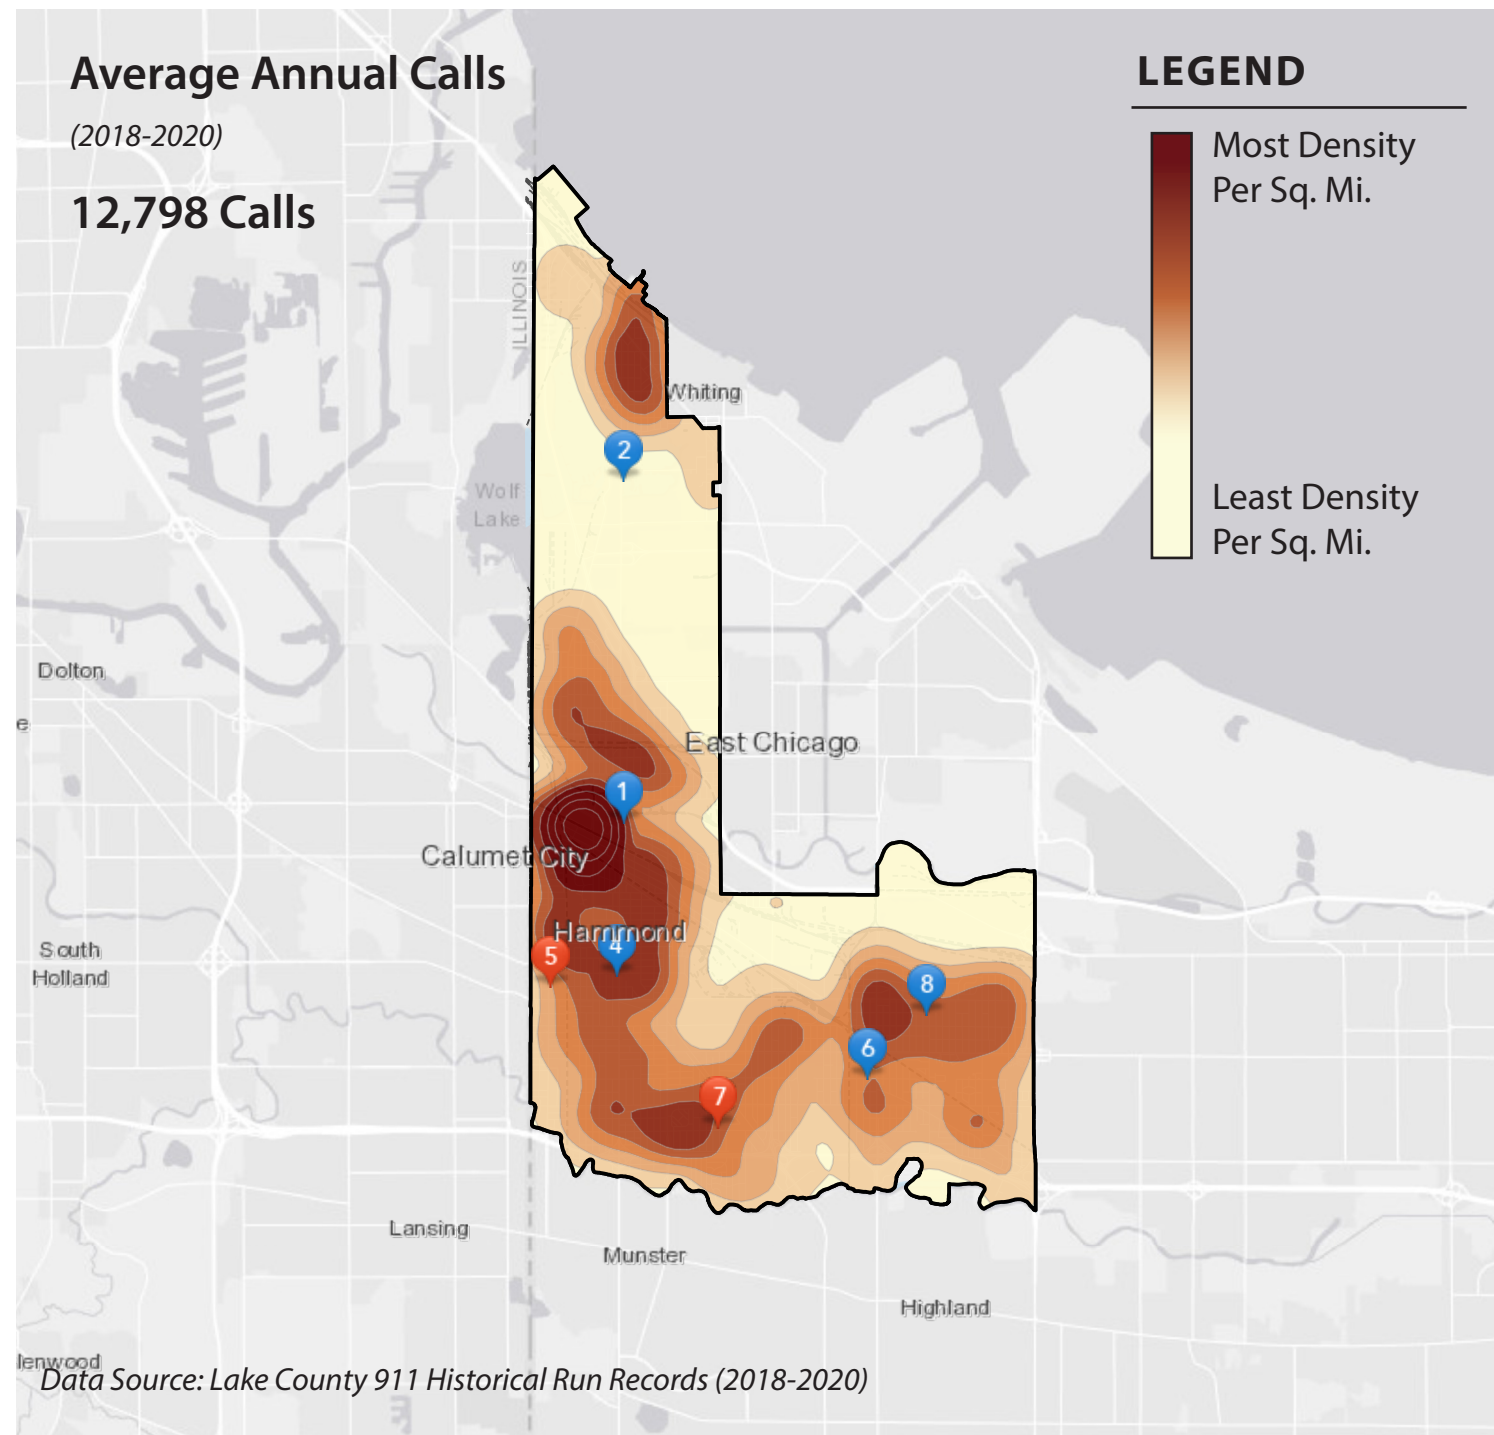 Average Annual Calls
(2018-2020)
12,798 Calls
LEGEND
Most Density
Per Sq. Mi.
Least Density
Per Sq. Mi.
ILLINOIS
Whiting
2
Wolf
Lake
Dolton
e
East Chicago
1
Calumet City
Hammond
4
5
South
Holland
8
6
7
Lansing
Munster
Highland
lenwood
Data Source: Lake County 911 Historical Run Records (2018-2020)